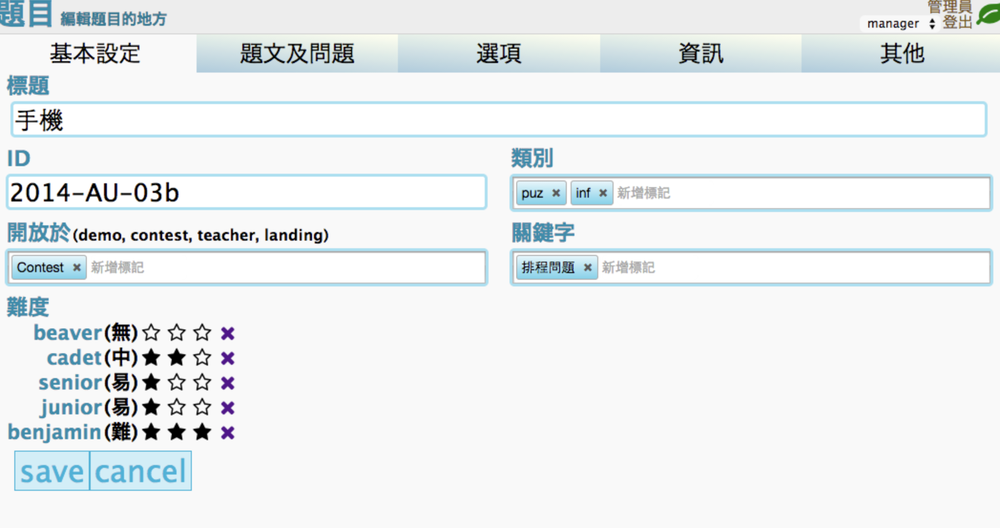 題目 編輯題目的地方
管理員
manager 登出
基本設定 題文及問題 選項 資訊 其他
標題
手機
ID 類別
2014-AU-03b puz × inf × 新增標記
開放於(demo, contest, teacher, landing) 關鍵字
Contest × 新增標記 排程問題 × 新增標記
難度
beaver(無)☆ ☆ ☆ ×
cadet(中)★ ★ ☆ ×
senior(易)★ ☆ ☆ ×
junior(易)★ ☆ ☆ ×
benjamin(難)★ ★ ★ ×
save cancel